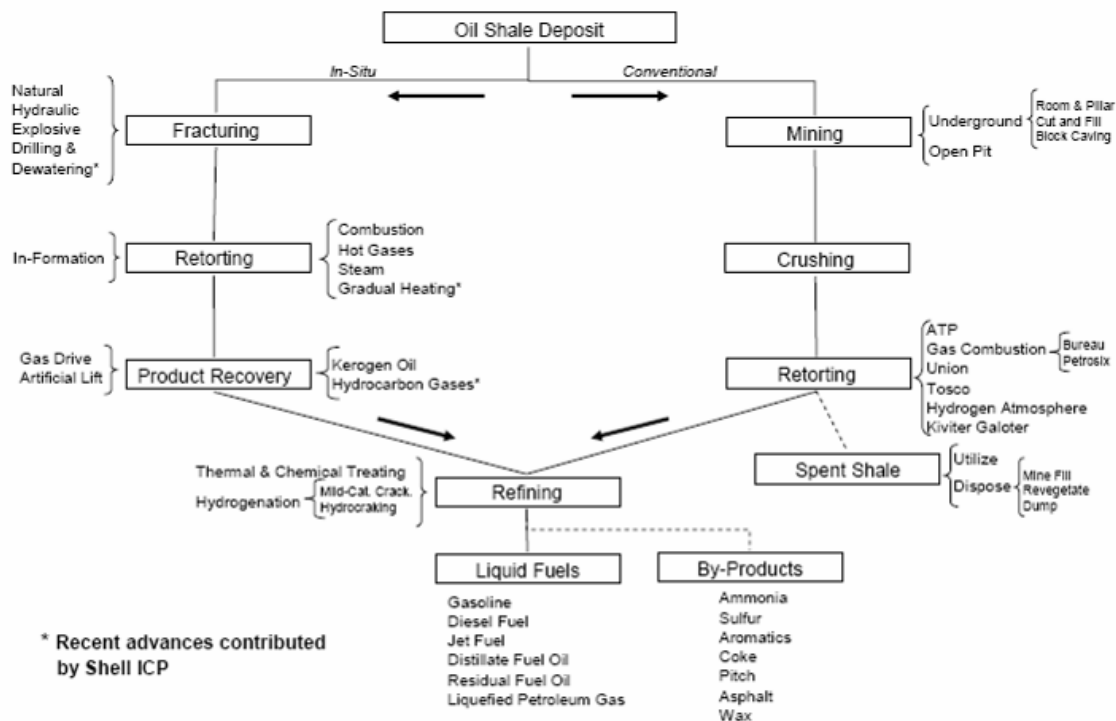 Oil Shale Deposit
In-Situ
Conventional
Natural
Hydraulic
Explosive
Drilling &
Dewatering*
Fracturing
Mining
Underground
Open Pit
Room & Pillar
Cut and Fill
Block Caving
In-Formation
Retorting
Combustion
Hot Gases
Steam
Gradual Heating*
Crushing
Gas Drive
Artificial Lift
Product Recovery
Kerogen Oil
Hydrocarbon Gases*
Retorting
ATP
Gas Combustion
Union
Tosco
Hydrogen Atmosphere
Kiviter Galoter
Bureau
Petrosix
Thermal & Chemical Treating
Hydrogenation
Mild-Cat. Crack.
Hydrocraking
Refining
Spent Shale
Utilize
Dispose
Mine Fill
Revegetate
Dump
Liquid Fuels
Gasoline
Diesel Fuel
Jet Fuel
Distillate Fuel Oil
Residual Fuel Oil
Liquefied Petroleum Gas
By-Products
Ammonia
Sulfur
Aromatics
Coke
Pitch
Asphalt
Wax
* Recent advances contributed
by Shell ICP